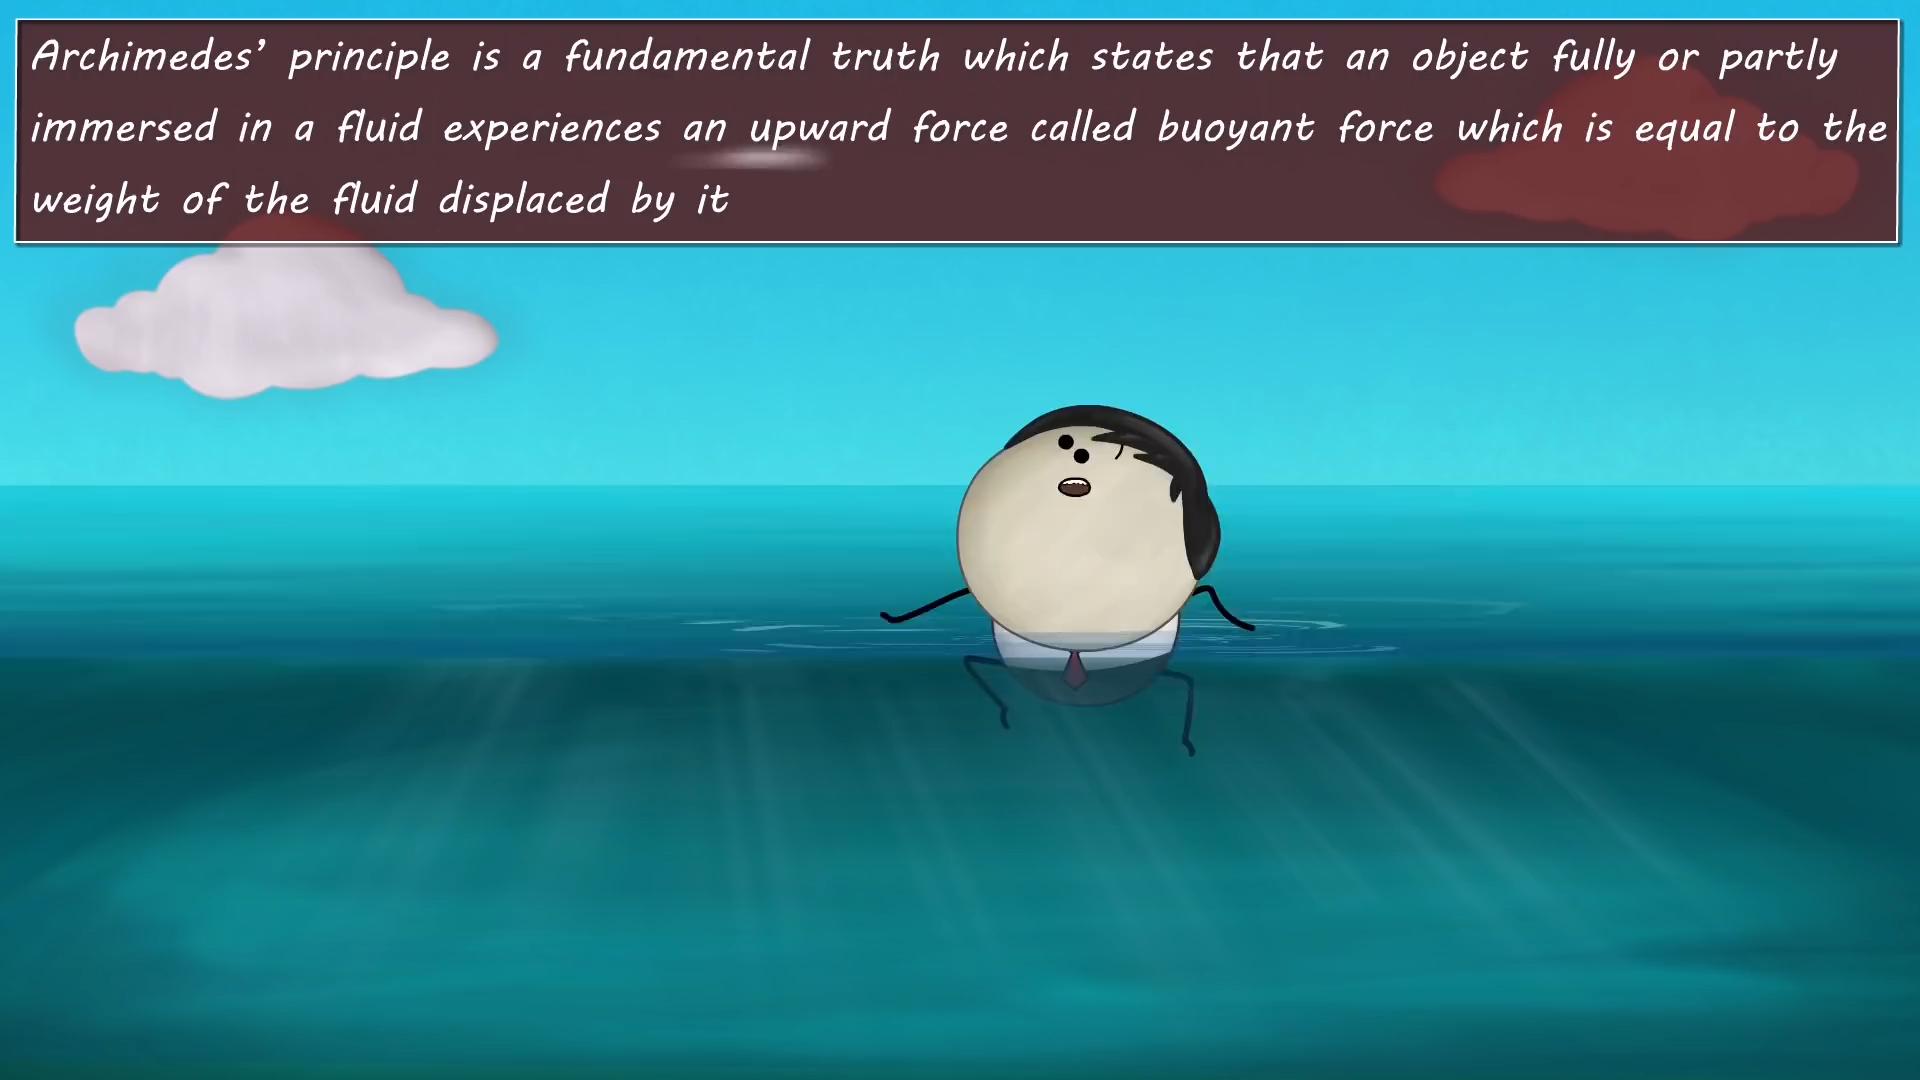 Archimedes’ principle is a fundamental truth which states that an object fully or partly
immersed in a fluid experiences an upward force called buoyant force which is equal to the
weight of the fluid displaced by it